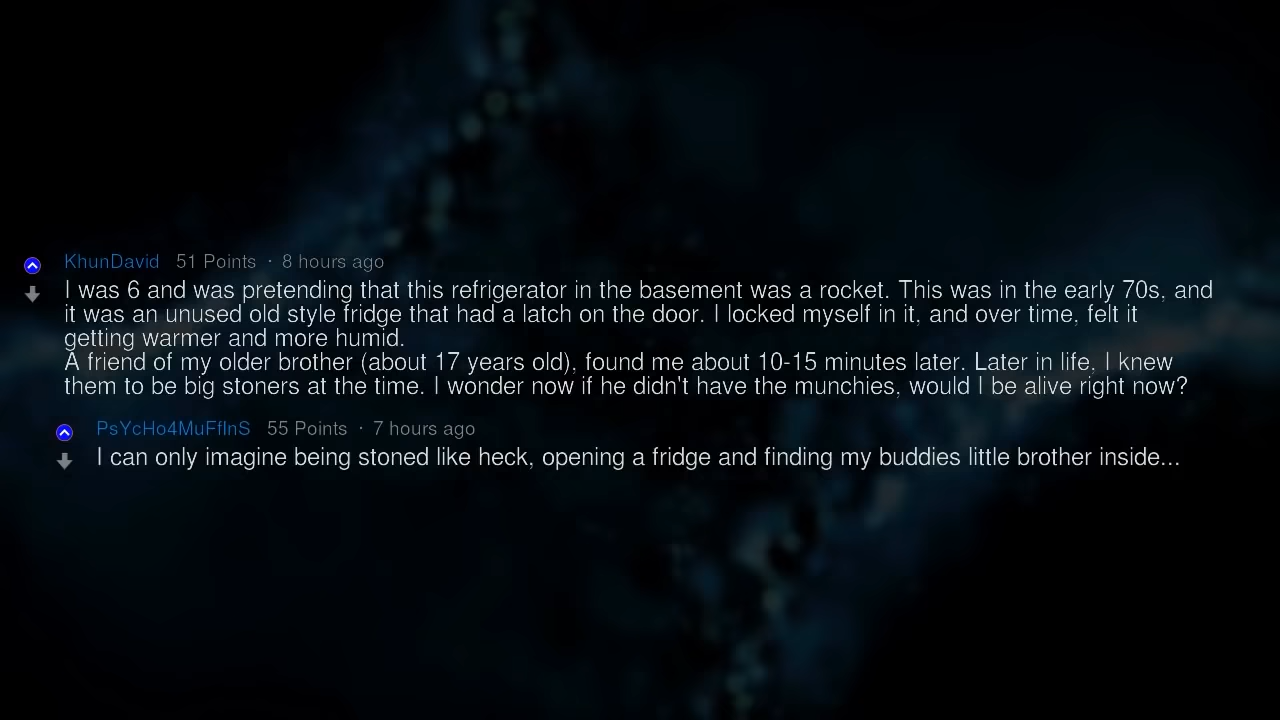 KhunDavid 51 Points · 8 hours ago
I was 6 and was pretending that this refrigerator in the basement was a rocket. This was in the early 70s, and
it was an unused old style fridge that had a latch on the door. I locked myself in it, and over time, felt it
getting warmer and more humid.
A friend of my older brother (about 17 years old), found me about 10-15 minutes later. Later in life, I knew
them to be big stoners at the time. I wonder now if he didn't have the munchies, would I be alive right now?
PsYcHo4MuFfInS 55 Points · 7 hours ago
I can only imagine being stoned like heck, opening a fridge and finding my buddies little brother inside...